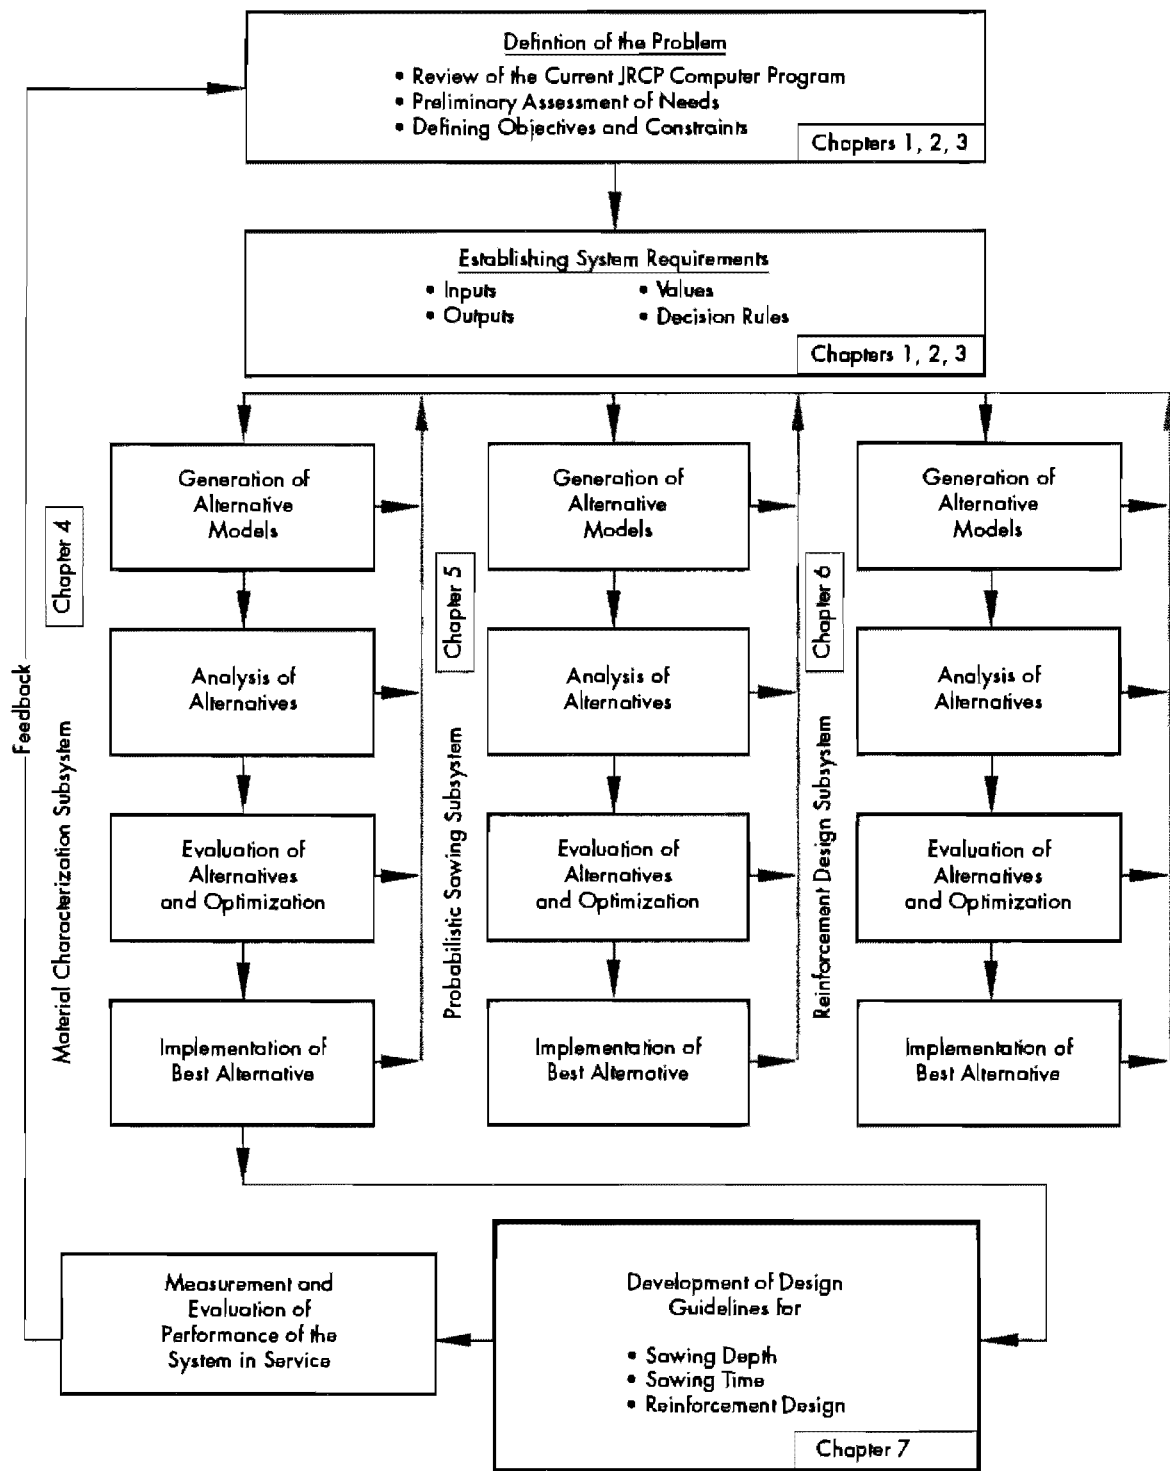 Defintion of the Problem
• Review of the Current JRCP Computer Program
• Preliminary Assessment of Needs
• Defining Objectives and Constraints
Chapters 1, 2, 3
Establishing System Requirements
• Inputs
• Values
• Outputs
• Decision Rules
Chapters 1, 2, 3
Feedback
Chapter 4
Material Characterization Subsystem
Generation of
Alternative
Models
Analysis of
Alternatives
Evaluation of
Alternatives
and Optimization
Implementation of
Best Alternative
Chapter 5
Probabilistic Sawing Subsystem
Generation of
Alternative
Models
Analysis of
Alternatives
Evaluation of
Alternatives
and Optimization
Implementation of
Best Alternative
Chapter 6
Reinforcement Design Subsystem
Generation of
Alternative
Models
Analysis of
Alternatives
Evaluation of
Alternatives
and Optimization
Implementation of
Best Alternative
Measurement and
Evaluation of
Performance of the
System in Service
Development of Design
Guidelines for
• Sawing Depth
• Sawing Time
• Reinforcement Design
Chapter 7